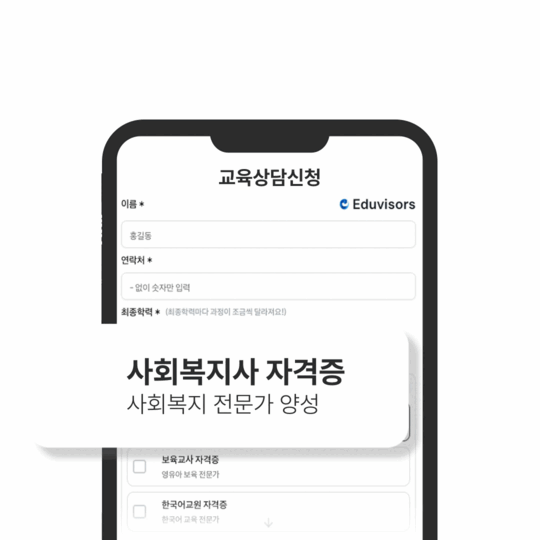 교육상담신청
이름 *
Eduvisors
홍길동
연락처 *
- 없이 숫자만 입력
최종학력 * (최종학력마다 과정이 조금씩 달라져요!)
사회복지사 자격증
사회복지 전문가 양성
보육교사 자격증
영유아 보육 전문가
한국어교원 자격증
한국어 교육 전문가